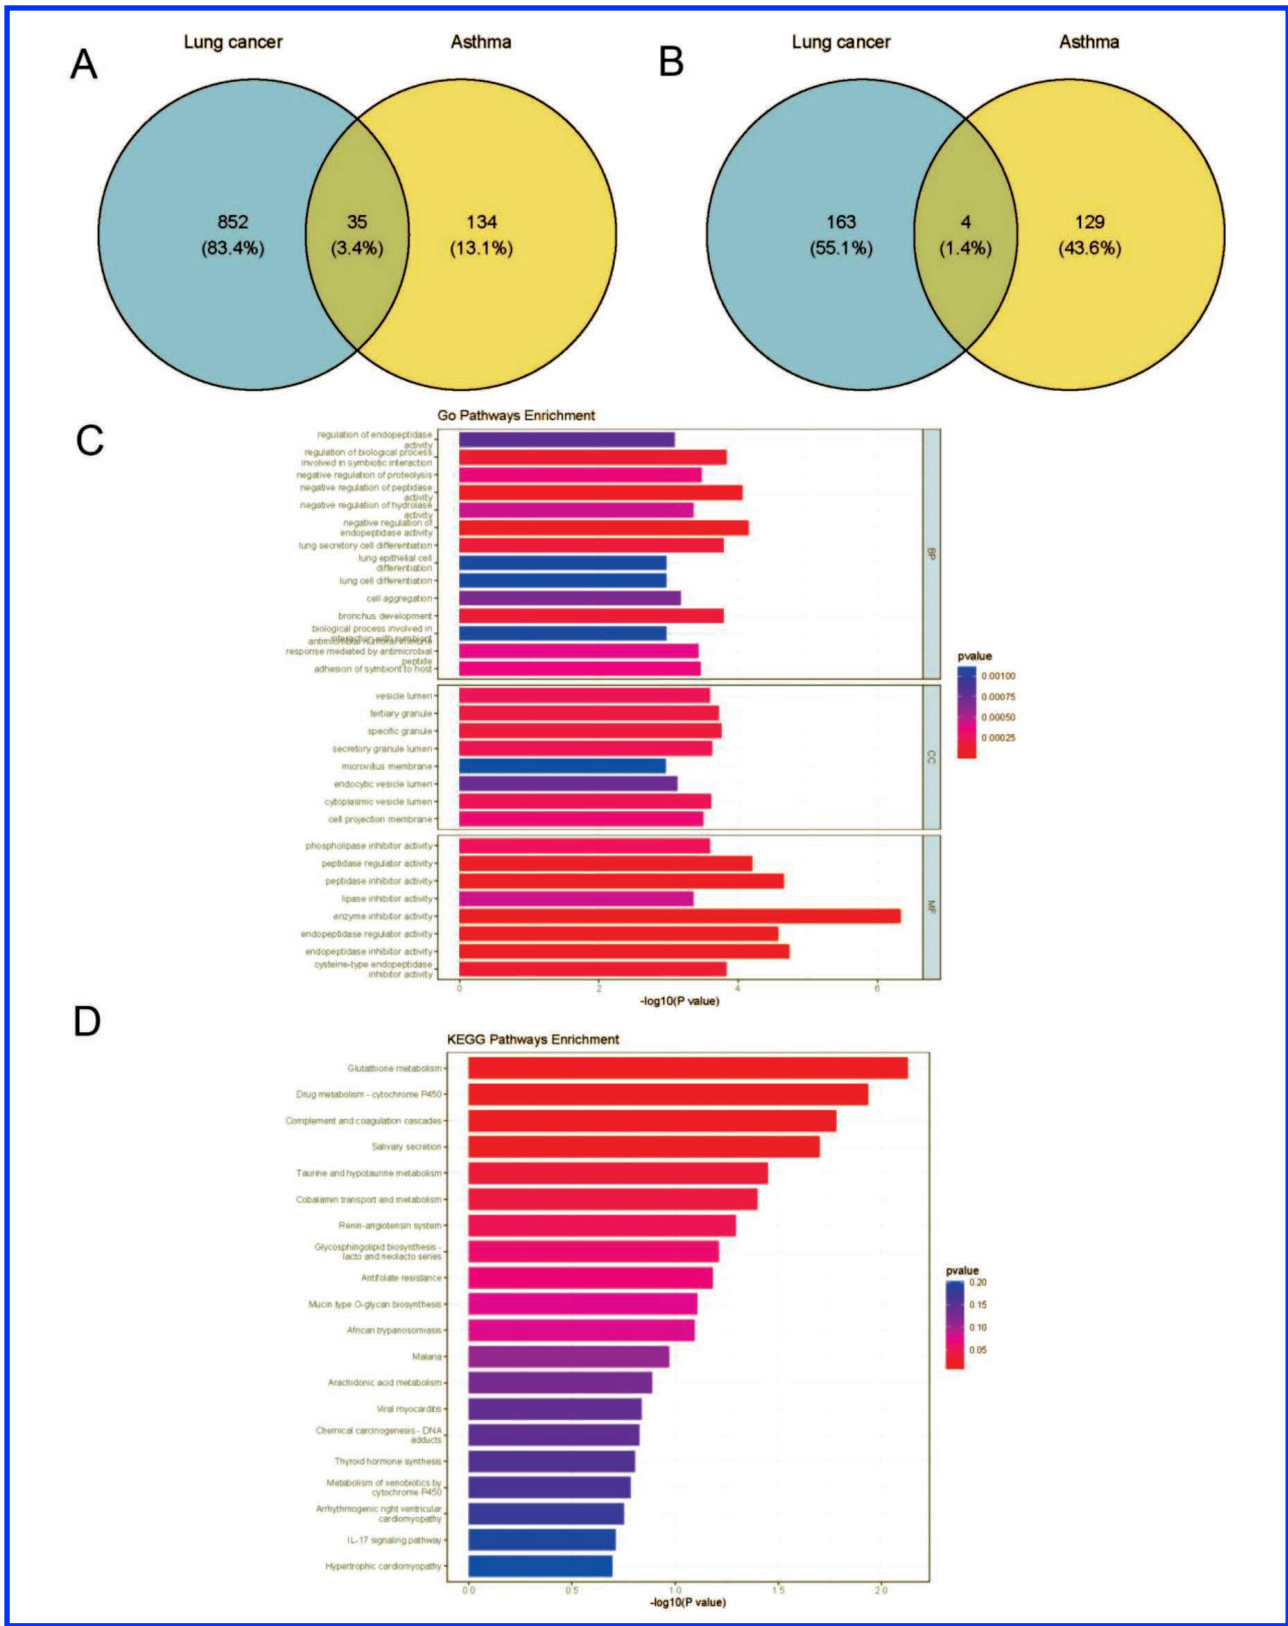 A
Lung cancer
Asthma
852
(83.4%)
35
(3.4%)
134
(13.1%)
B
Lung cancer
Asthma
163
(55.1%)
4
(1.4%)
129
(43.6%)
C
Go Pathways Enrichment
regulation of endopeptidase
activity
regulation of biological process
involved in symbiotic interaction
negative regulation of proteolysis
negative regulation of peptidase
activity
negative regulation of hydrolase
activity
negative regulation of
endopeptidase activity
lung secretory cell differentiation
lung epithelial cell
differentiation
lung cell differentiation
cell aggregation
bronchus development
biological process involved in
interaction with symbiont
antimicrobial humoral immune
response mediated by antimicrobial
peptide
adhesion of symbiont to host
BP
vesicle lumen
tertiary granule
specific granule
secretory granule lumen
microvillus membrane
endocytic vesicle lumen
cytoplasmic vesicle lumen
cell projection membrane
CC
phospholipase inhibitor activity
peptidase regulator activity
peptidase inhibitor activity
lipase inhibitor activity
enzyme inhibitor activity
endopeptidase regulator activity
endopeptidase inhibitor activity
cysteine-type endopeptidase
inhibitor activity
MF
0 2 4 6
-log10(P value)
pvalue
0.00100
0.00075
0.00050
0.00025
D
KEGG Pathways Enrichment
Glutathione metabolism
Drug metabolism - cytochrome P450
Complement and coagulation cascades
Salivary secretion
Taurine and hypotaurine metabolism
Cobalamin transport and metabolism
Renin-angiotensin system
Glycosphingolipid biosynthesis -
lacto and neolacto series
Antifolate resistance
Mucin type O-glycan biosynthesis
African trypanosomiasis
Malaria
Arachidonic acid metabolism
Viral myocarditis
Chemical carcinogenesis - DNA
adducts
Thyroid hormone synthesis
Metabolism of xenobiotics by
cytochrome P450
Arrhythmogenic right ventricular
cardiomyopathy
IL-17 signaling pathway
Hypertrophic cardiomyopathy
0.0 0.5 1.0 1.5 2.0
-log10(P value)
pvalue
0.20
0.15
0.10
0.05